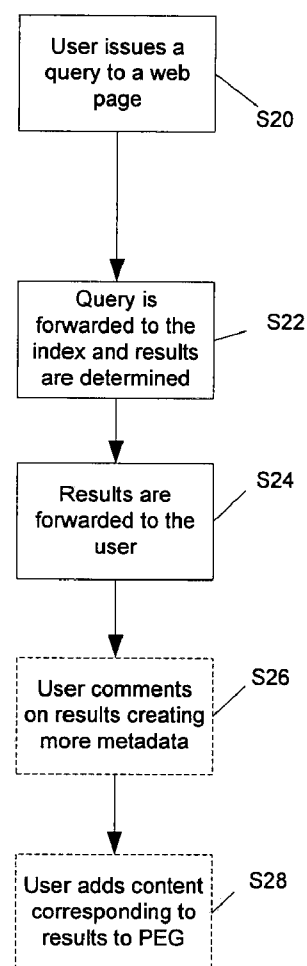 User issues a
query to a web
page
S20
Query is
forwarded to the
index and results
are determined
S22
Results are
forwarded to the
user
S24
User comments
on results creating
more metadata
S26
User adds content
corresponding to
results to PEG
S28